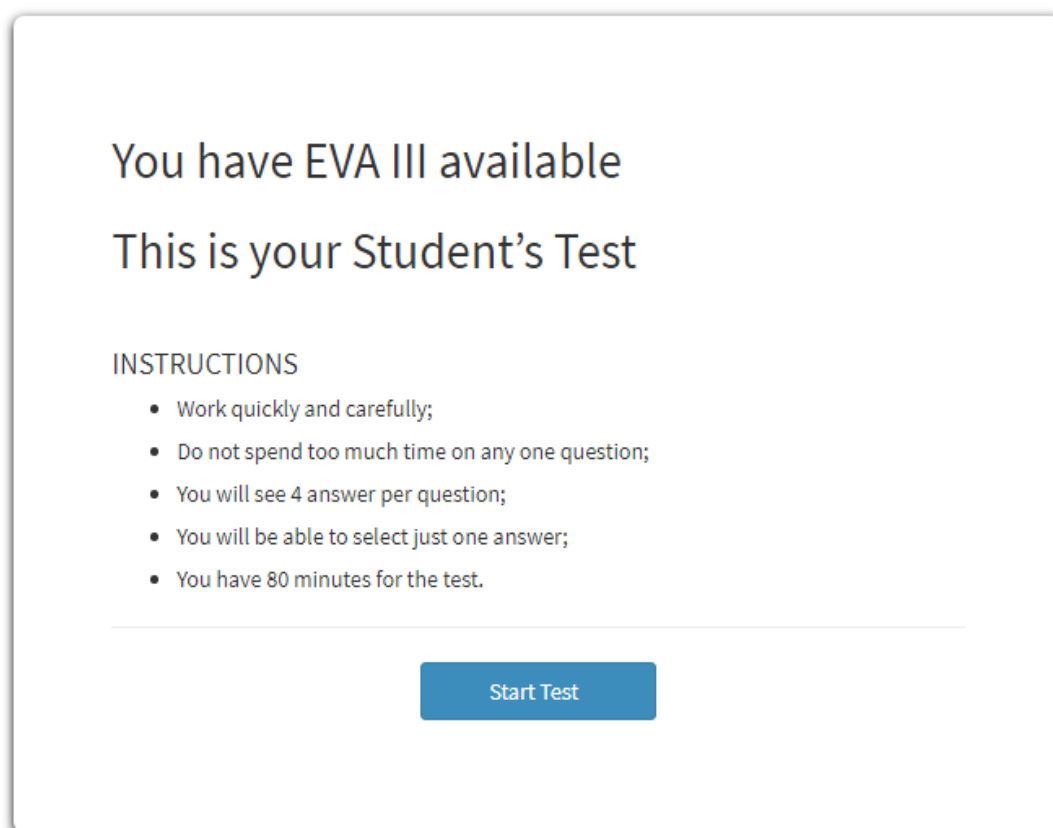 You have EVA III available
This is your Student’s Test
INSTRUCTIONS
Work quickly and carefully;
Do not spend too much time on any one question;
You will see 4 answer per question;
You will be able to select just one answer;
You have 80 minutes for the test.
Start Test